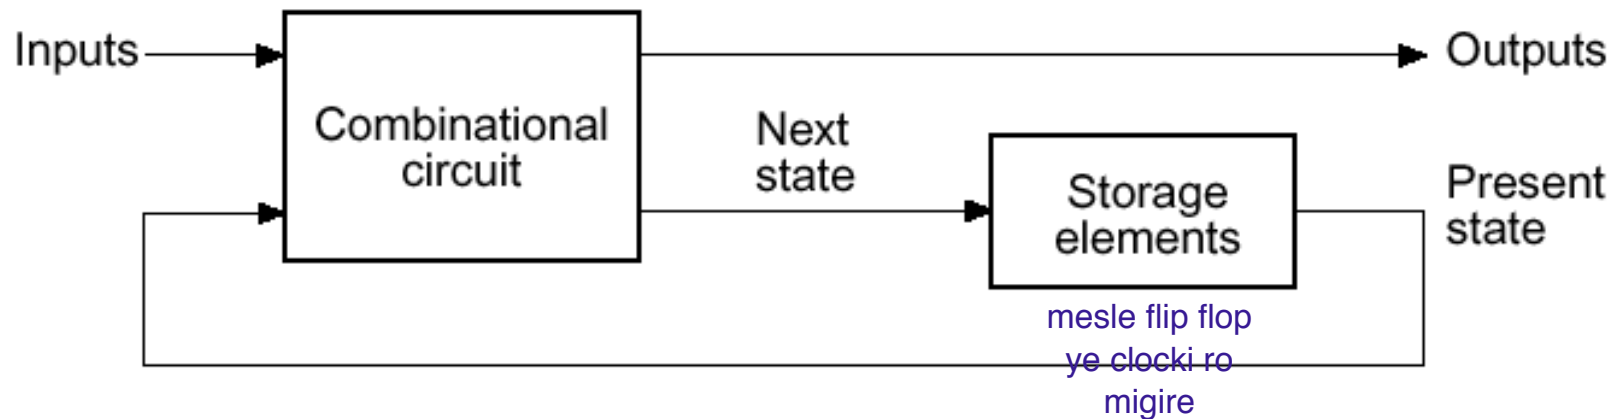 Inputs
Combinational
circuit
Next
state
Outputs
Storage
elements
Present
state
mesle flip flop
ye clocki ro
migire